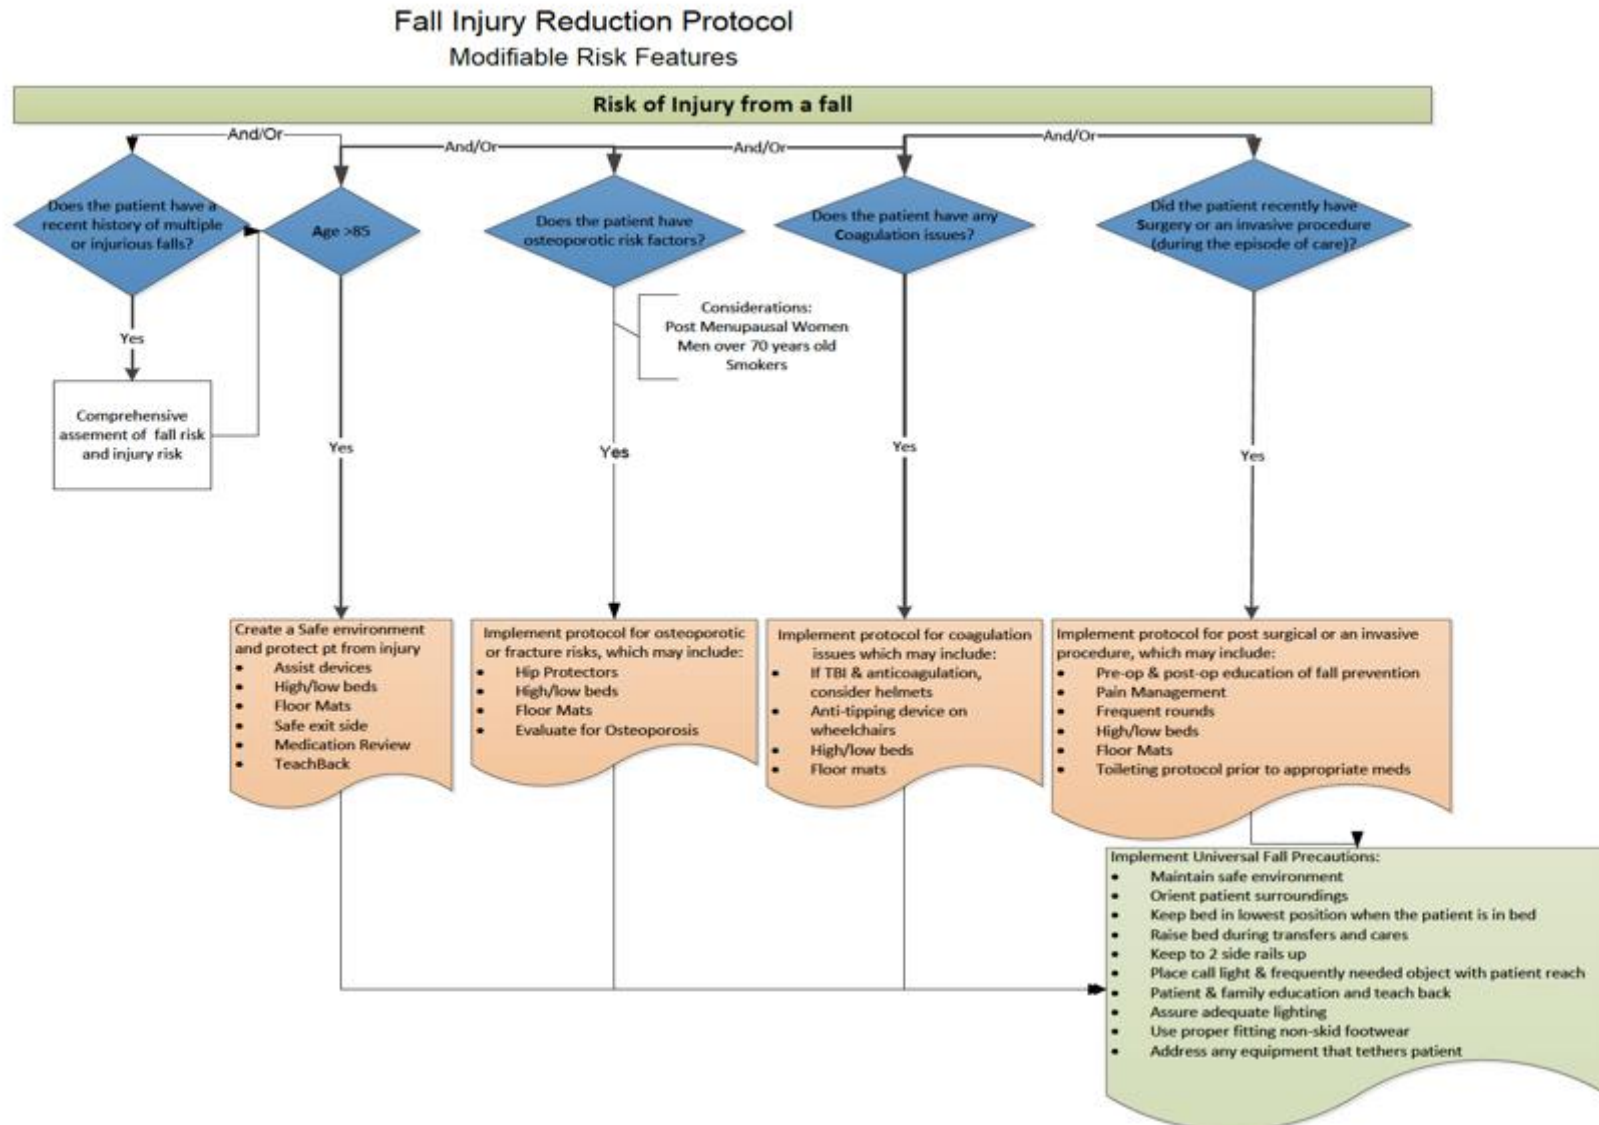 Fall Injury Reduction Protocol
Modifiable Risk Features
Risk of Injury from a fall
And/Or
And/Or
And/Or
And/Or
Does the patient have a
recent history of multiple
or injurious falls?
Age >85
Does the patient have
osteoporotic risk factors?
Does the patient have any
Coagulation issues?
Did the patient recently have
Surgery or an invasive procedure
(during the episode of care)?
Considerations:
Post Menupausal Women
Men over 70 years old
Smokers
Yes
Comprehensive
assement of fall risk
and injury risk
Yes
Yes
Yes
Yes
Create a Safe environment
and protect pt from injury
• Assist devices
• High/low beds
• Floor Mats
• Safe exit side
• Medication Review
• TeachBack
Implement protocol for osteoporotic
or fracture risks, which may include:
• Hip Protectors
• High/low beds
• Floor Mats
• Evaluate for Osteoporosis
Implement protocol for coagulation
issues which may include:
• If TBI & anticoagulation,
consider helmets
• Anti-tipping device on
wheelchairs
• High/low beds
• Floor mats
Implement protocol for post surgical or an invasive
procedure, which may include:
• Pre-op & post-op education of fall prevention
• Pain Management
• Frequent rounds
• High/low beds
• Floor Mats
• Toileting protocol prior to appropriate meds
Implement Universal Fall Precautions:
• Maintain safe environment
• Orient patient surroundings
• Keep bed in lowest position when the patient is in bed
• Raise bed during transfers and cares
• Keep to 2 side rails up
• Place call light & frequently needed object with patient reach
• Patient & family education and teach back
• Assure adequate lighting
• Use proper fitting non-skid footwear
• Address any equipment that tethers patient